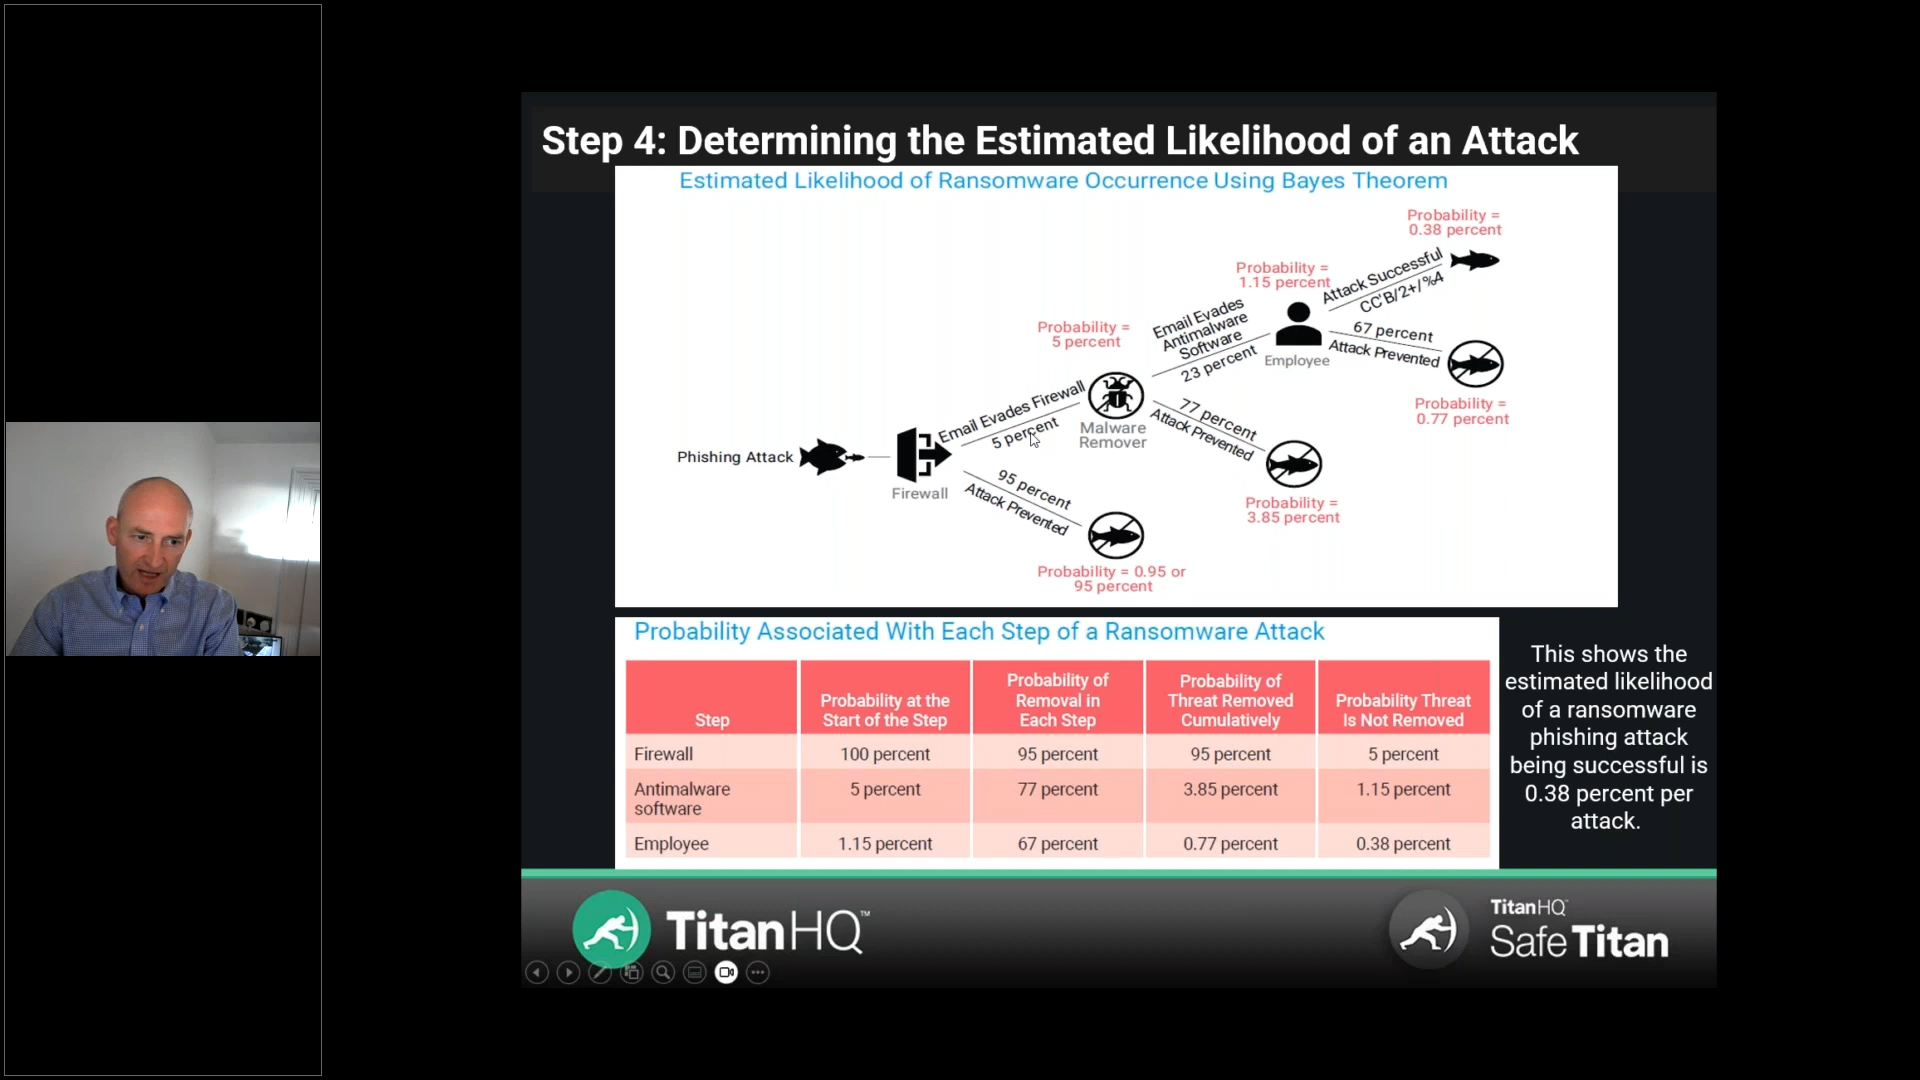 Step 4: Determining the Estimated Likelihood of an Attack
Estimated Likelihood of Ransomware Occurrence Using Bayes Theorem
Probability =
0.38 percent
Attack Successful
CC'B/2+/%4
Probability =
1.15 percent
Email Evades
Antimalware
Software
23 percent
Employee
67 percent
Attack Prevented
Probability =
0.77 percent
Probability =
5 percent
Email Evades Firewall
5 percent
Malware
Remover
77 percent
Attack Prevented
Probability =
3.85 percent
Phishing Attack
Firewall
95 percent
Attack Prevented
Probability = 0.95 or
95 percent
Probability Associated With Each Step of a Ransomware Attack
Step
Probability at the
Start of the Step
Probability of
Removal in
Each Step
Probability of
Threat Removed
Cumulatively
Probability Threat
Is Not Removed
Firewall
100 percent
95 percent
95 percent
5 percent
Antimalware
software
5 percent
77 percent
3.85 percent
1.15 percent
Employee
1.15 percent
67 percent
0.77 percent
0.38 percent
This shows the
estimated likelihood
of a ransomware
phishing attack
being successful is
0.38 percent per
attack.
TitanHQ™
TitanHQ
SafeTitan